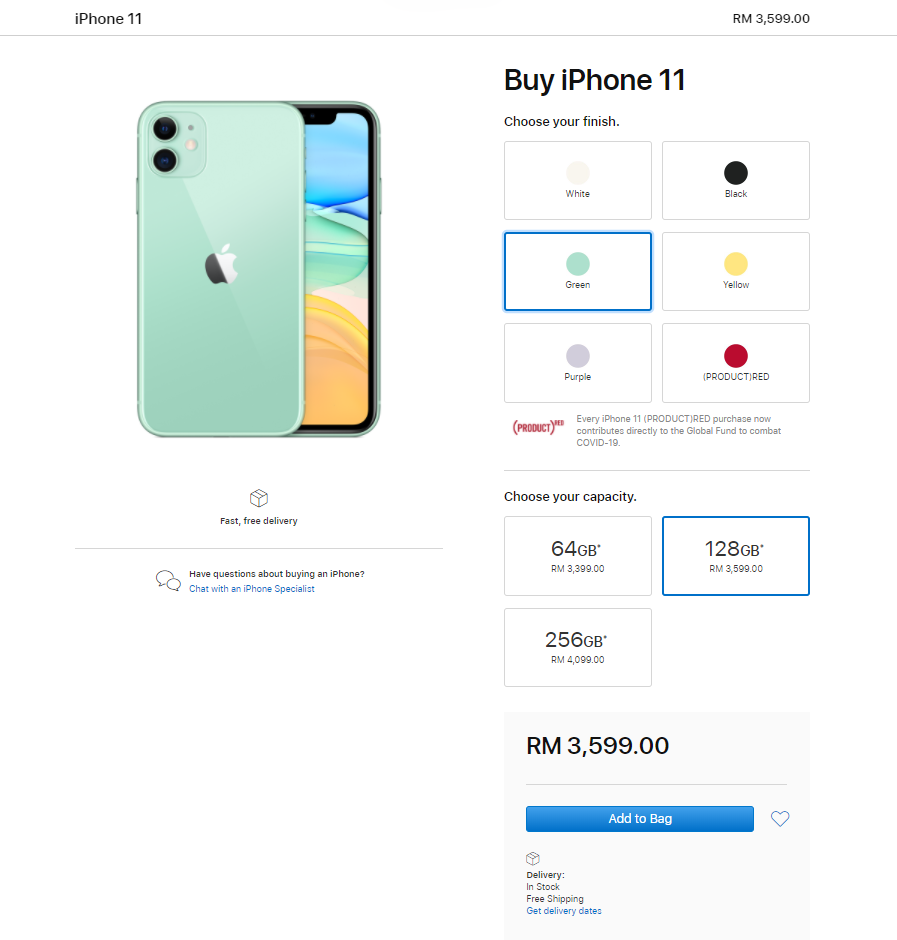 iPhone 11
RM 3,599.00
Buy iPhone 11
Choose your finish.
White
Black
Green
Yellow
Purple
(PRODUCT)RED
(PRODUCT)RED
Every iPhone 11 (PRODUCT)RED purchase now
contributes directly to the Global Fund to combat
COVID-19.
Fast, free delivery
Have questions about buying an iPhone?
Chat with an iPhone Specialist
Choose your capacity.
64GB*
RM 3,399.00
128GB*
RM 3,599.00
256GB*
RM 4,099.00
RM 3,599.00
Add to Bag
Delivery:
In Stock
Free Shipping
Get delivery dates